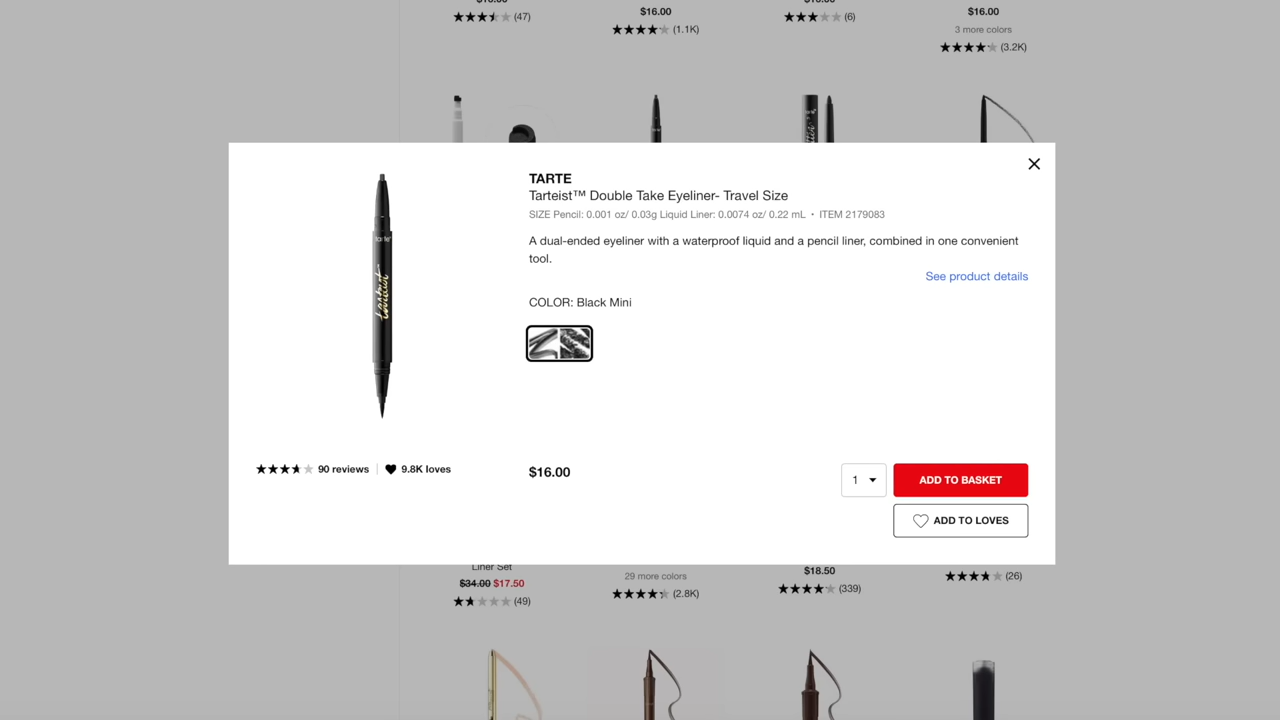 (47)
$16.00
(1.1K)
(6)
$16.00
3 more colors
(3.2K)
TARTE
Tarteist™ Double Take Eyeliner- Travel Size
SIZE Pencil: 0.001 oz/ 0.03g Liquid Liner: 0.0074 oz/ 0.22 mL • ITEM 2179083
A dual-ended eyeliner with a waterproof liquid and a pencil liner, combined in one convenient
tool.
See product details
COLOR: Black Mini
tarte
tarteist
90 reviews
9.8K loves
$16.00
1
ADD TO BASKET
ADD TO LOVES
Liner Set
$34.00 $17.50
(49)
29 more colors
(2.8K)
$18.50
(339)
(26)